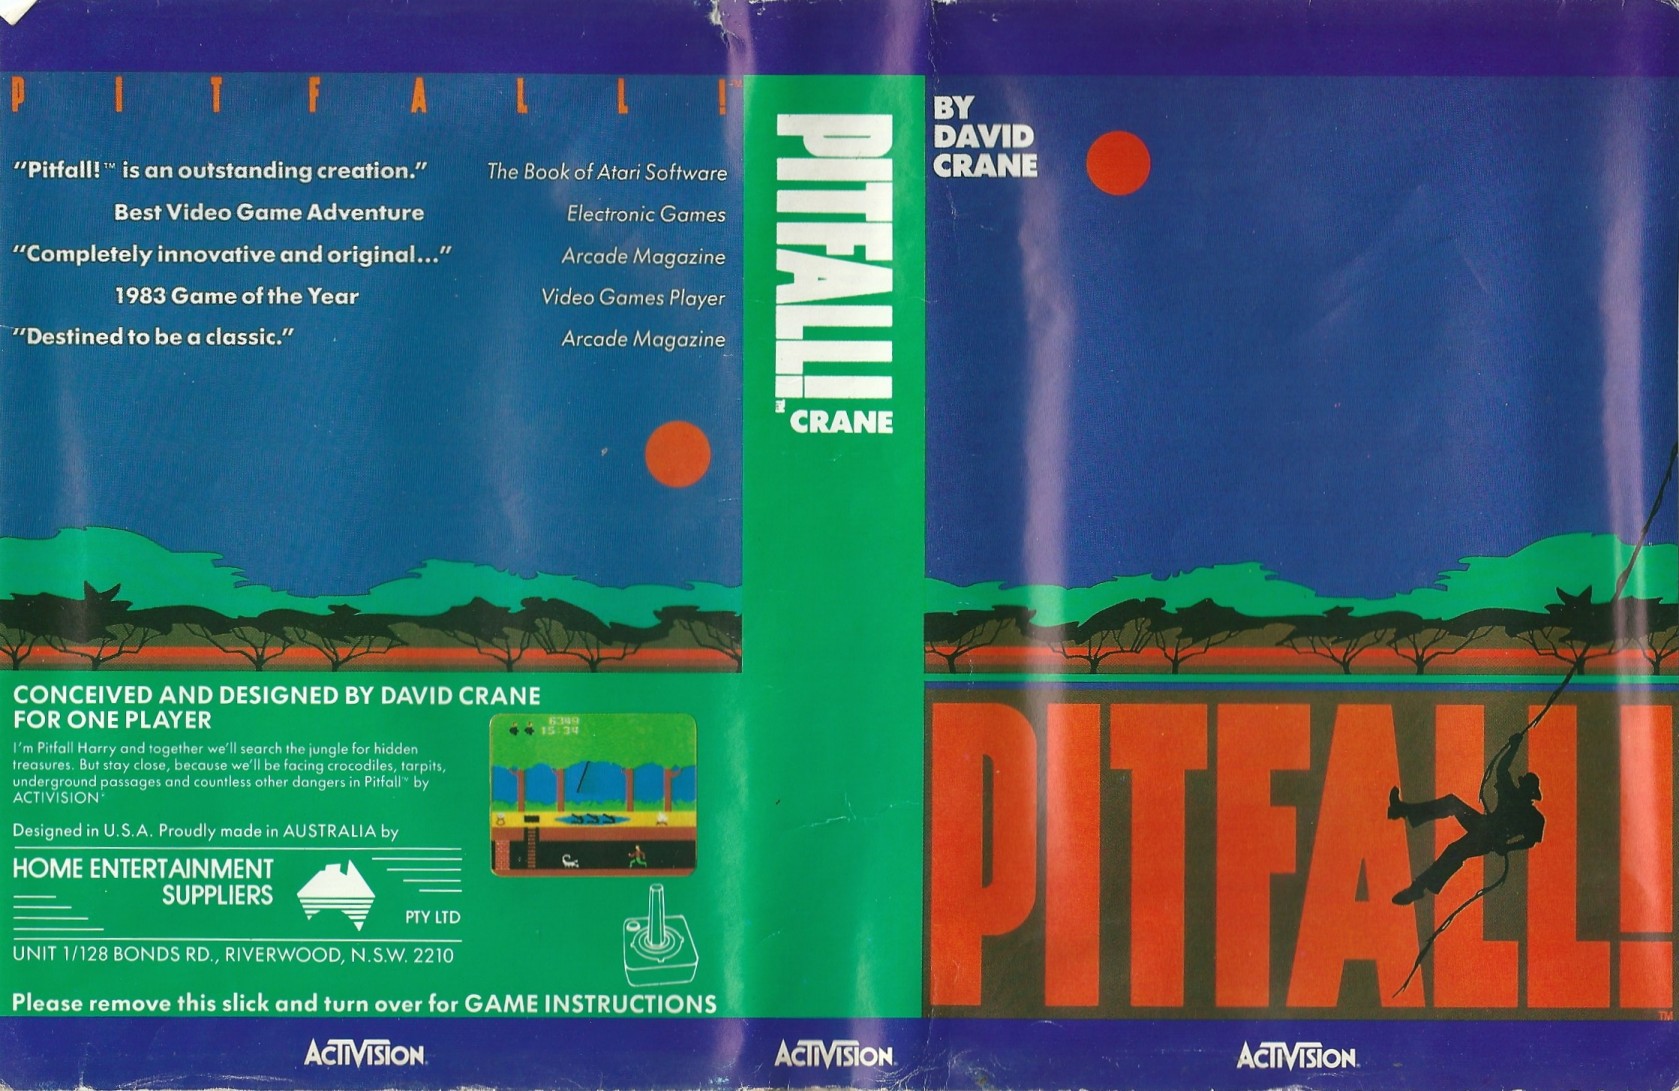 PITFALL!™
"Pitfall!™ is an outstanding creation." The Book of Atari Software
Best Video Game Adventure Electronic Games
"Completely innovative and original..." Arcade Magazine
1983 Game of the Year Video Games Player
"Destined to be a classic." Arcade Magazine
CONCEIVED AND DESIGNED BY DAVID CRANE
FOR ONE PLAYER
I'm Pitfall Harry and together we'll search the jungle for hidden
treasures. But stay close, because we'll be facing crocodiles, tarpits,
underground passages and countless other dangers in Pitfall™ by
ACTIVISION
6349
15:34
Designed in U.S.A. Proudly made in AUSTRALIA by
HOME ENTERTAINMENT
SUPPLIERS
PTY LTD
UNIT 1/128 BONDS RD., RIVERWOOD, N.S.W. 2210
Please remove this slick and turn over for GAME INSTRUCTIONS
ACTIVISION
PITFALL!™
CRANE
ACTIVISION
BY
DAVID
CRANE
PITFALL!
™
ACTIVISION